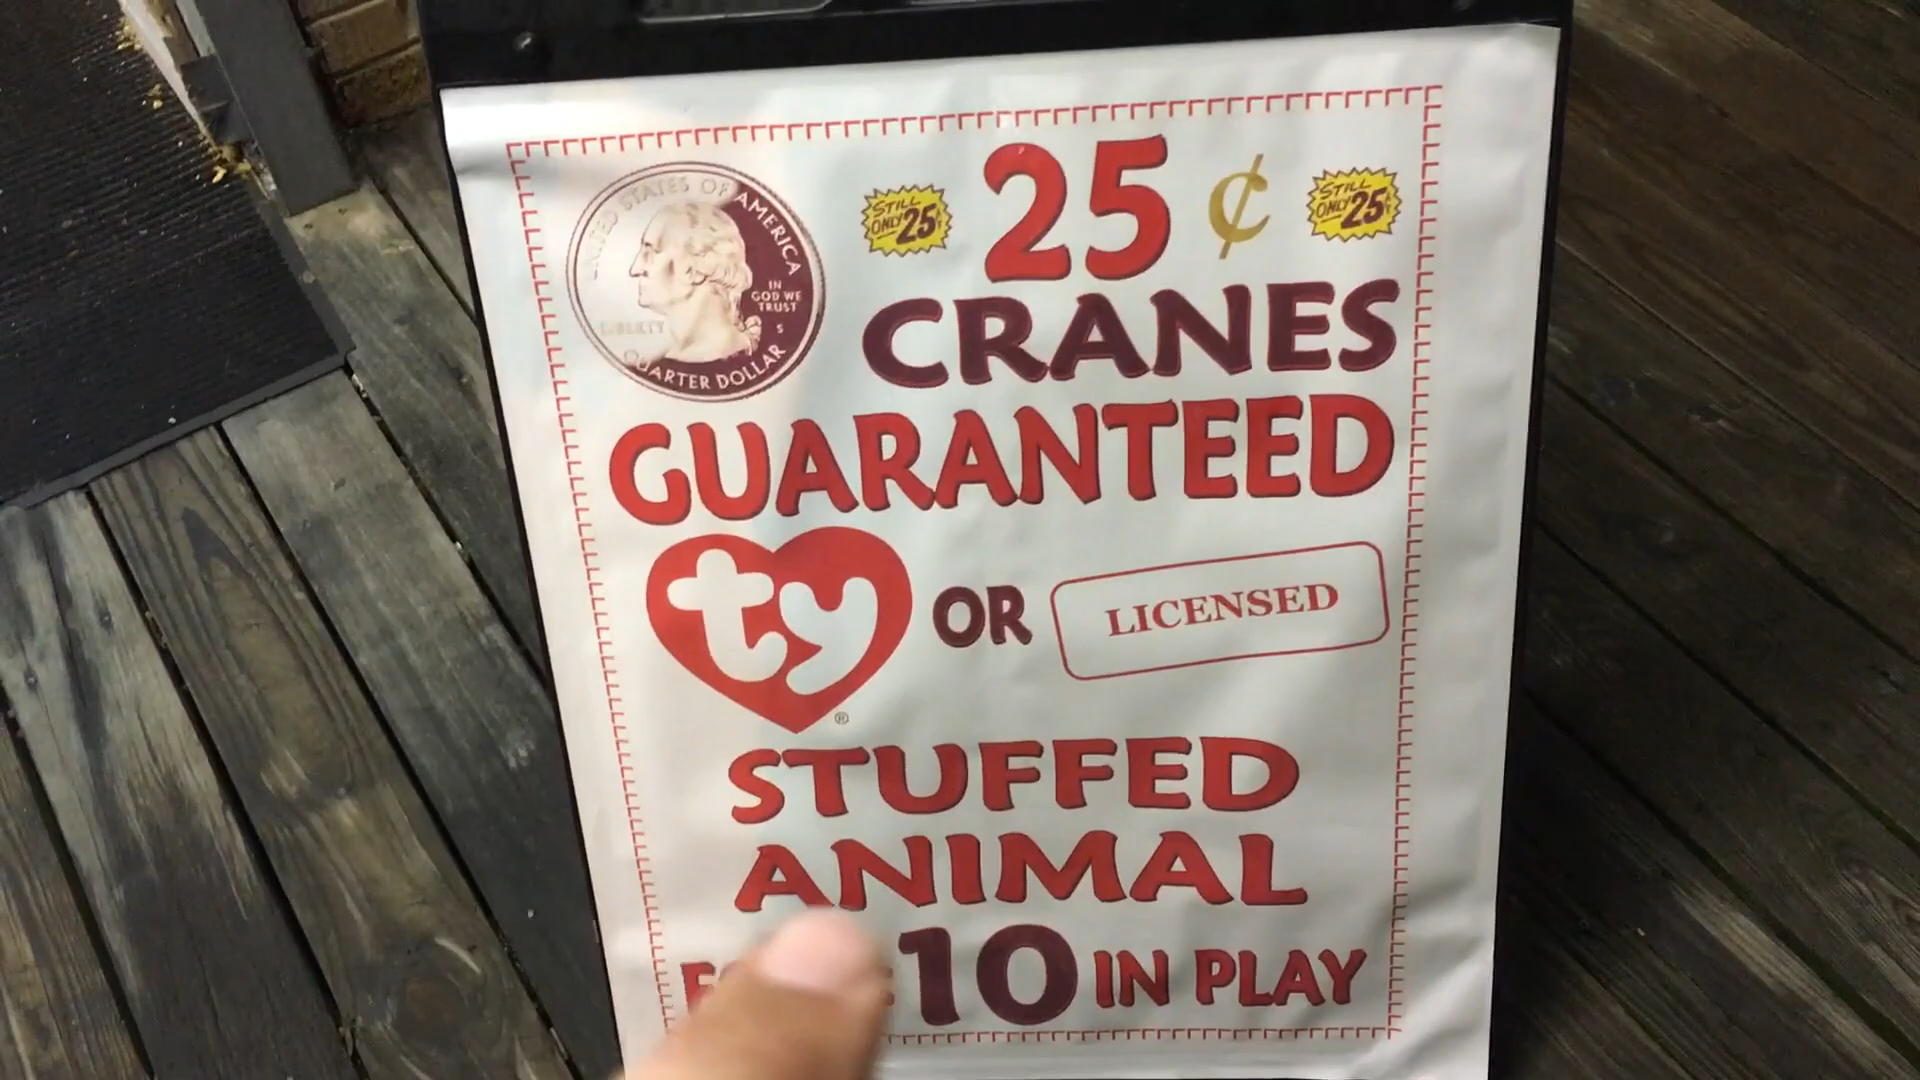 25 ¢
STILL ONLY 25¢
STILL ONLY 25¢
UNITED STATES OF AMERICA
IN
GOD WE
TRUST
LIBERTY
S
QUARTER DOLLAR
CRANES
GUARANTEED
ty OR LICENSED
®
STUFFED
ANIMAL
10 IN PLAY